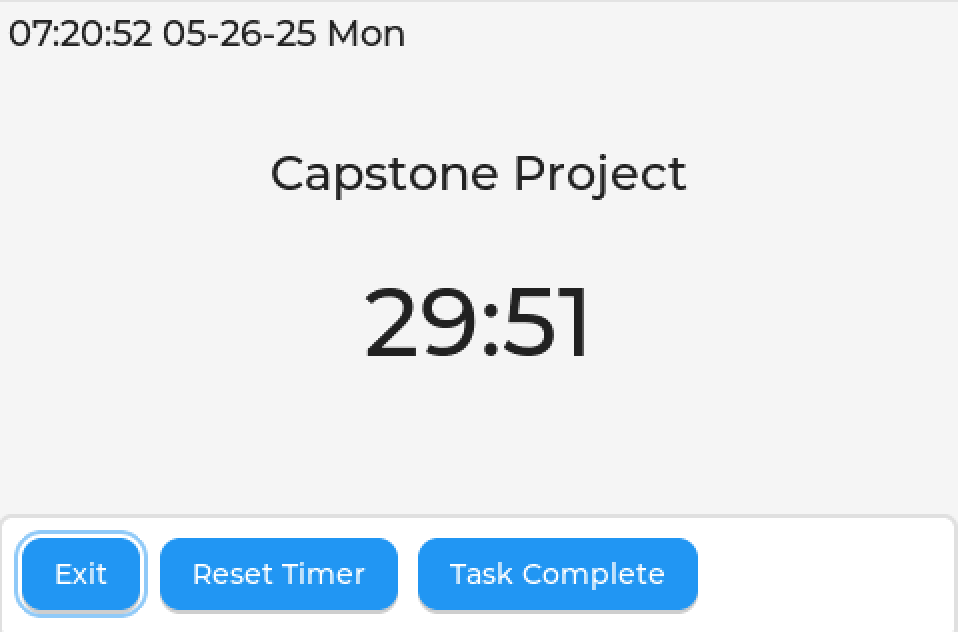 07:20:52 05-26-25 Mon
Capstone Project
29:51
Exit
Reset Timer
Task Complete